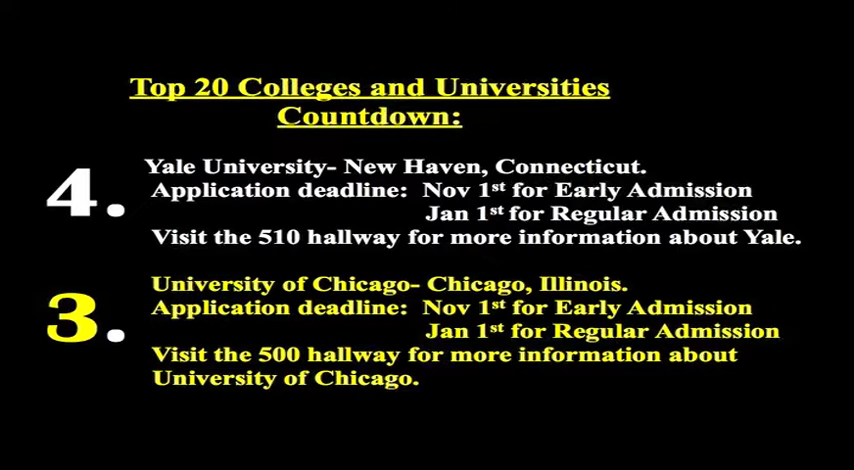 Top 20 Colleges and Universities
Countdown:
4.
Yale University- New Haven, Connecticut.
Application deadline: Nov 1st for Early Admission
Jan 1st for Regular Admission
Visit the 510 hallway for more information about Yale.
3.
University of Chicago- Chicago, Illinois.
Application deadline: Nov 1st for Early Admission
Jan 1st for Regular Admission
Visit the 500 hallway for more information about
University of Chicago.